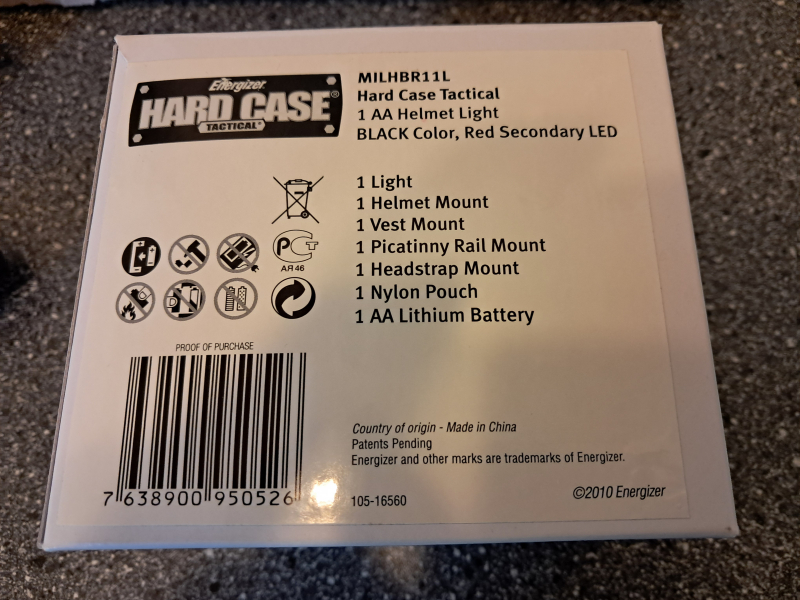 Energizer.
HARD CASE®
TACTICAL®
MILHBR11L
Hard Case Tactical
1 AA Helmet Light
BLACK Color, Red Secondary LED
1 Light
1 Helmet Mount
1 Vest Mount
1 Picatinny Rail Mount
1 Headstrap Mount
1 Nylon Pouch
1 AA Lithium Battery
РСТ
АЯ 46
PROOF OF PURCHASE
7 638900 950526
Country of origin - Made in China
Patents Pending
Energizer and other marks are trademarks of Energizer.
105-16560
©2010 Energizer